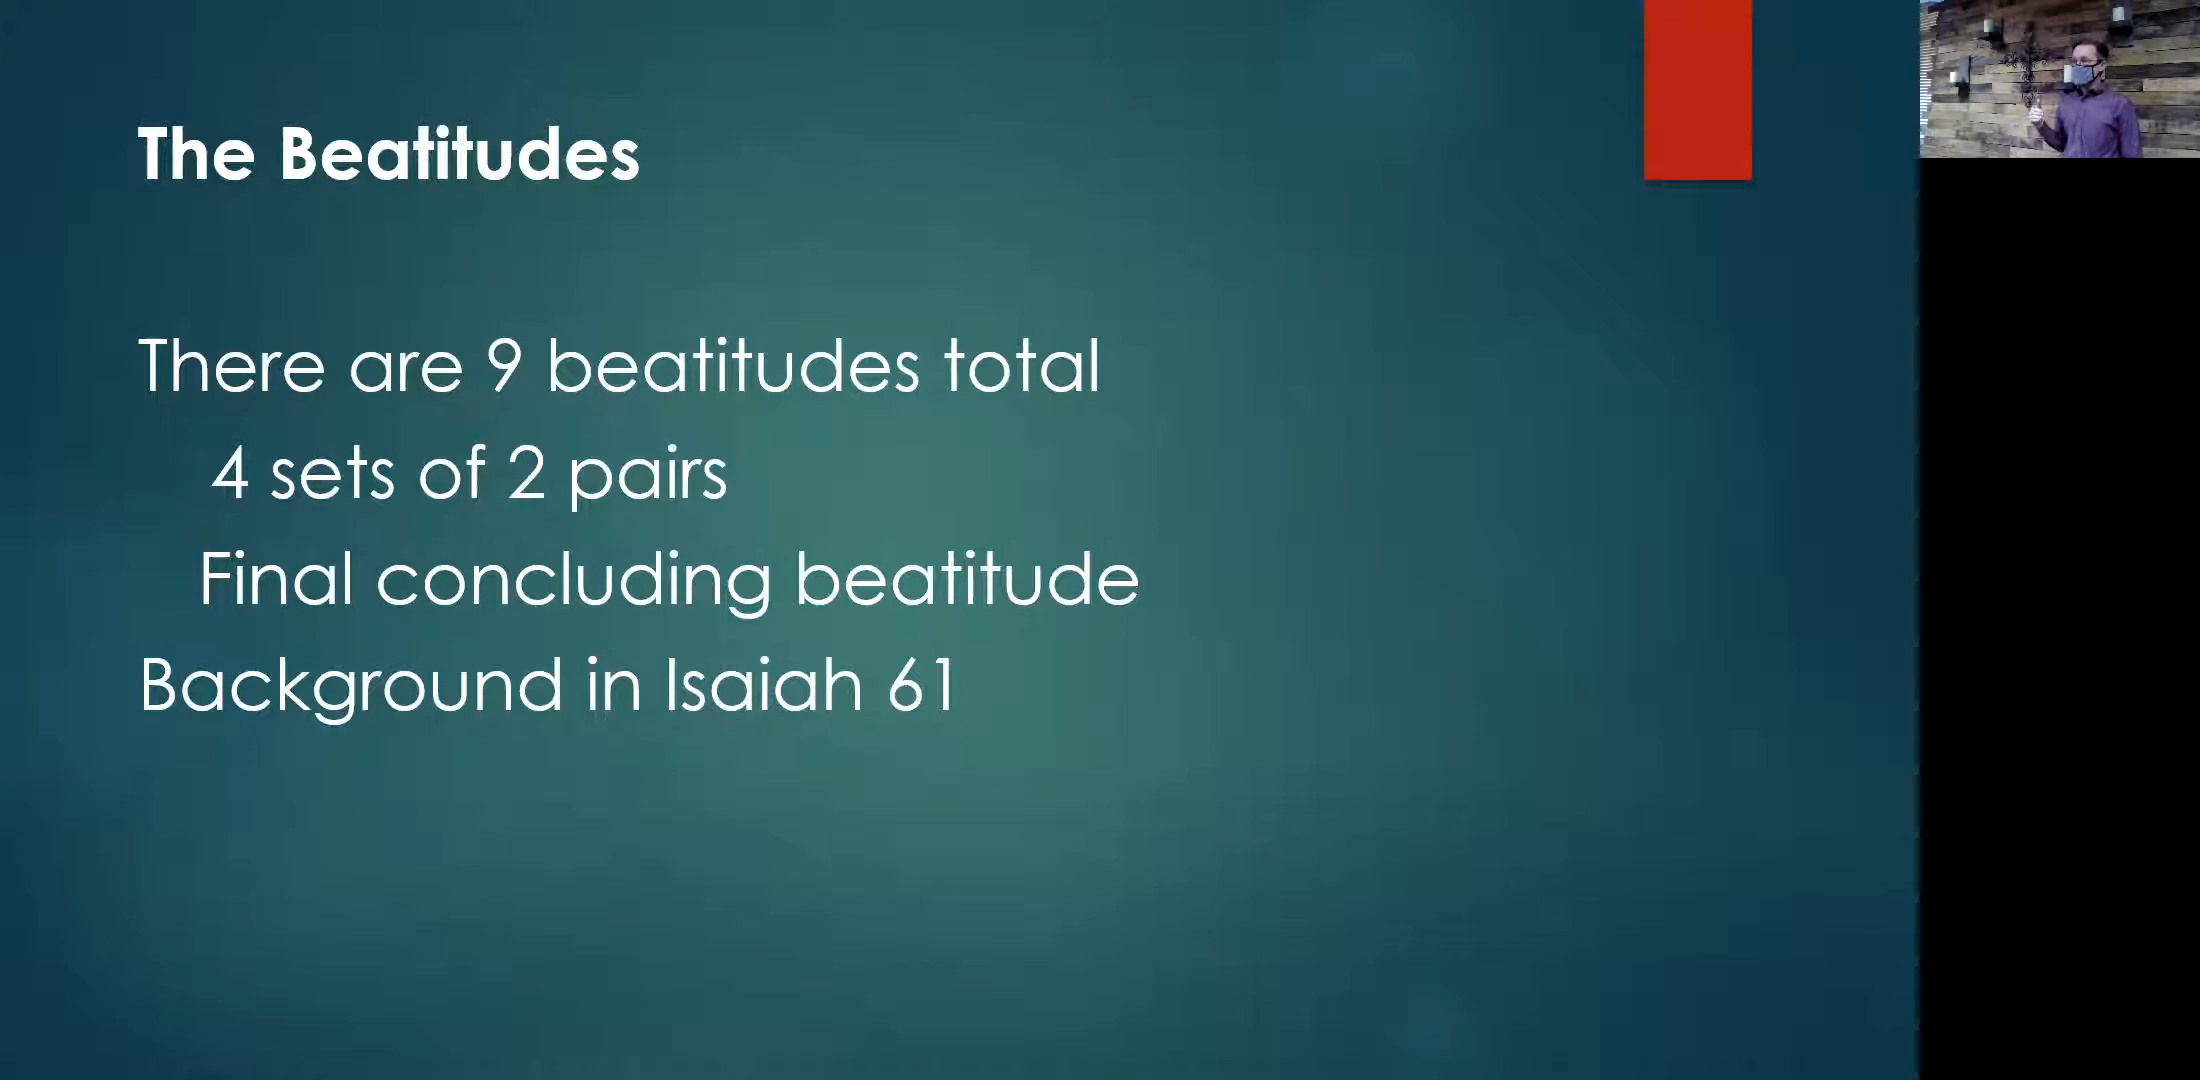 The Beatitudes
There are 9 beatitudes total
4 sets of 2 pairs
Final concluding beatitude
Background in Isaiah 61